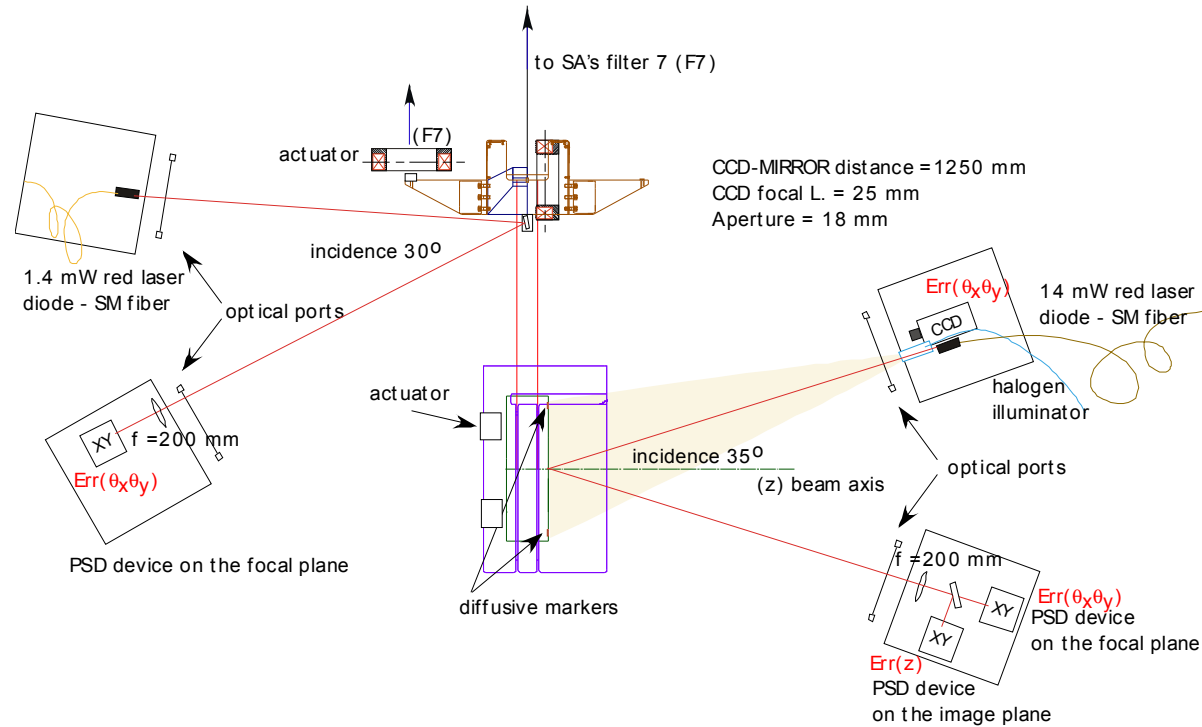 to SA's filter 7 (F7)
(F7)
actuator
CCD-MIRROR distance = 1250 mm
CCD focal L. = 25 mm
Aperture = 18 mm
incidence 30º
1.4 mW red laser
diode - SM fiber
optical ports
Err(θxθy)
CCD
14 mW red laser
diode - SM fiber
halogen
illuminator
actuator
XY
f = 200 mm
Err(θxθy)
incidence 35º
(z) beam axis
optical ports
PSD device on the focal plane
diffusive markers
f = 200 mm
XY
Err(θxθy)
PSD device
on the focal plane
XY
Err(z)
PSD device
on the image plane